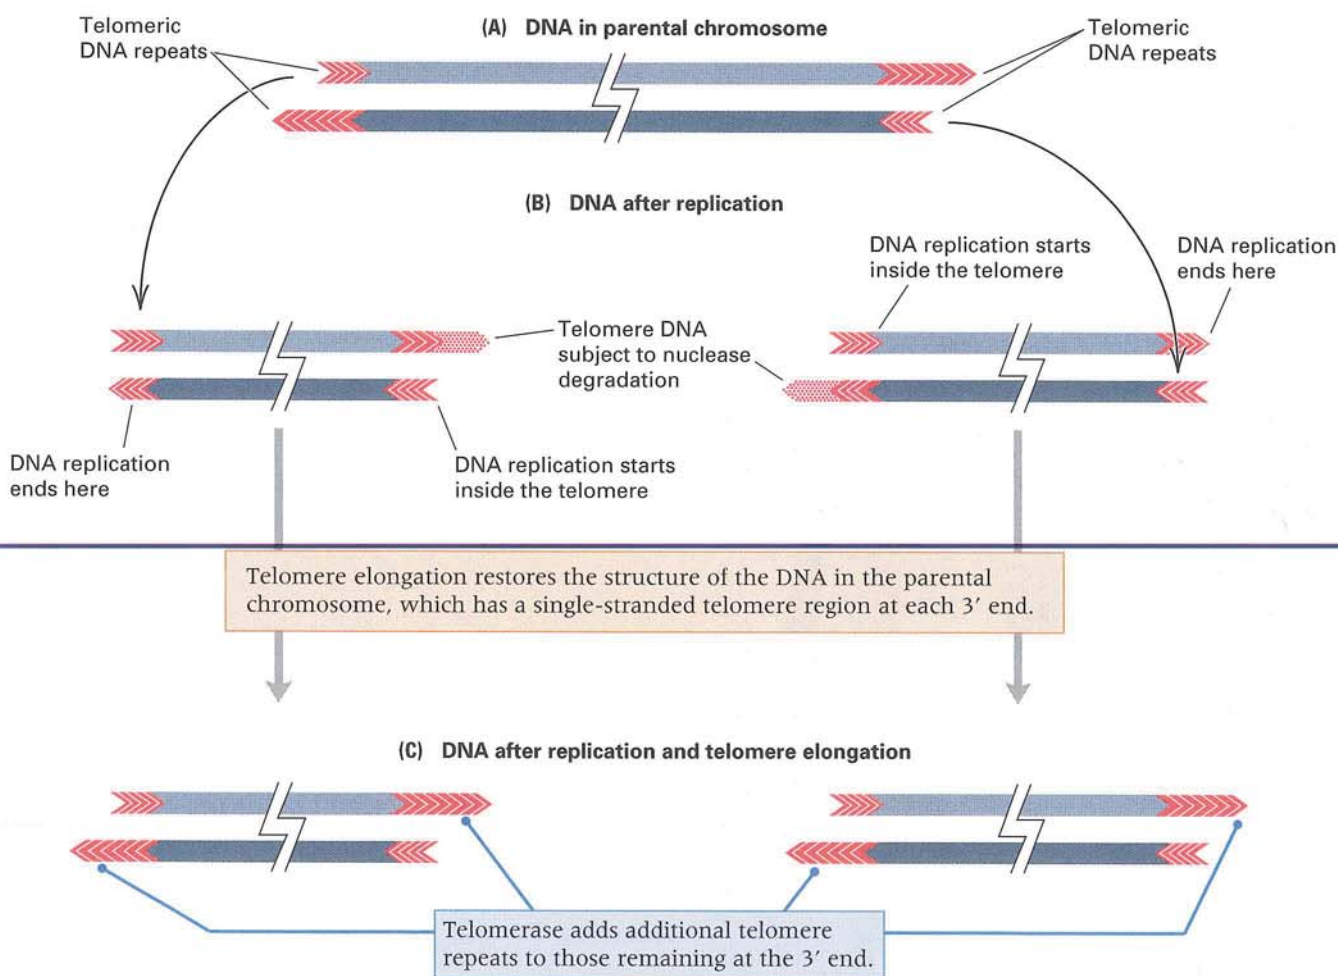 Telomeric
DNA repeats
(A) DNA in parental chromosome
Telomeric
DNA repeats
(B) DNA after replication
DNA replication starts
inside the telomere
DNA replication
ends here
Telomere DNA
subject to nuclease
degradation
DNA replication
ends here
DNA replication starts
inside the telomere
Telomere elongation restores the structure of the DNA in the parental
chromosome, which has a single-stranded telomere region at each 3′ end.
(C) DNA after replication and telomere elongation
Telomerase adds additional telomere
repeats to those remaining at the 3′ end.